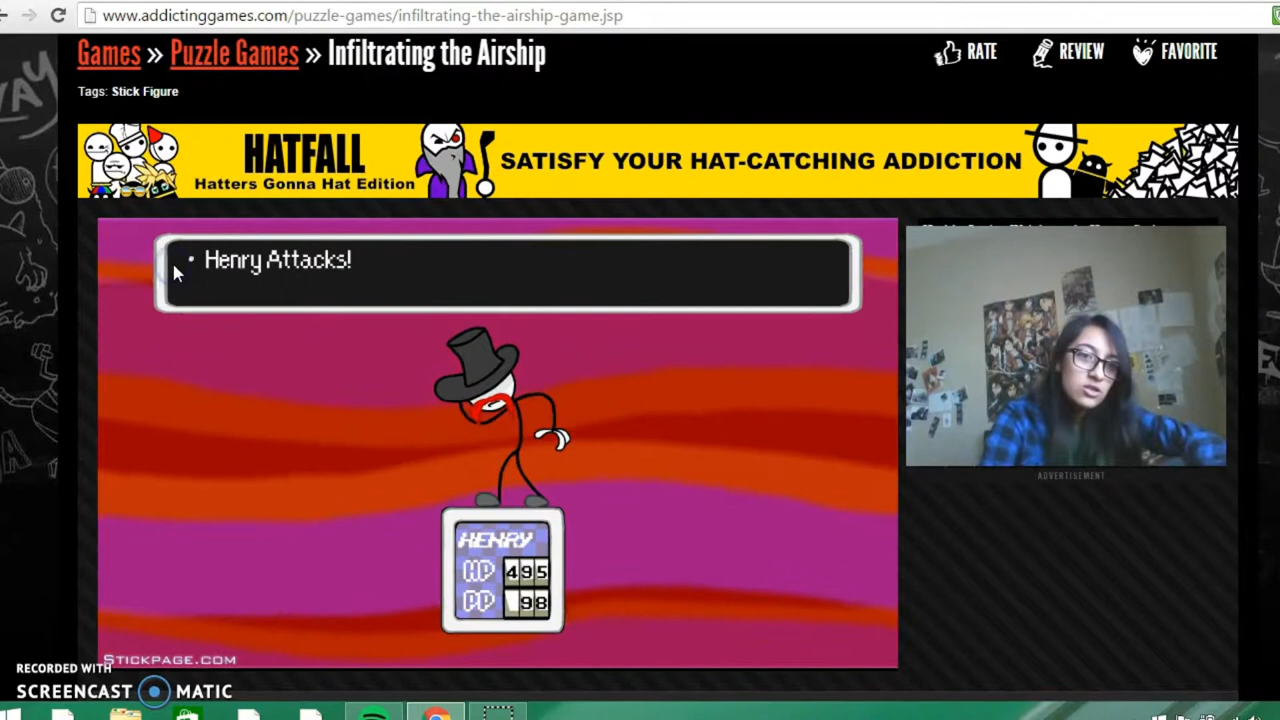 www.addictinggames.com/puzzle-games/infiltrating-the-airship-game.jsp
Games » Puzzle Games » Infiltrating the Airship
RATE
REVIEW
FAVORITE
Tags: Stick Figure
HATFALL
Hatters Gonna Hat Edition
SATISFY YOUR HAT-CATCHING ADDICTION
• Henry Attacks!
HENRY
HP 495
PP 98
ADVERTISEMENT
STICKPAGE.COM
RECORDED WITH
SCREENCAST MATIC